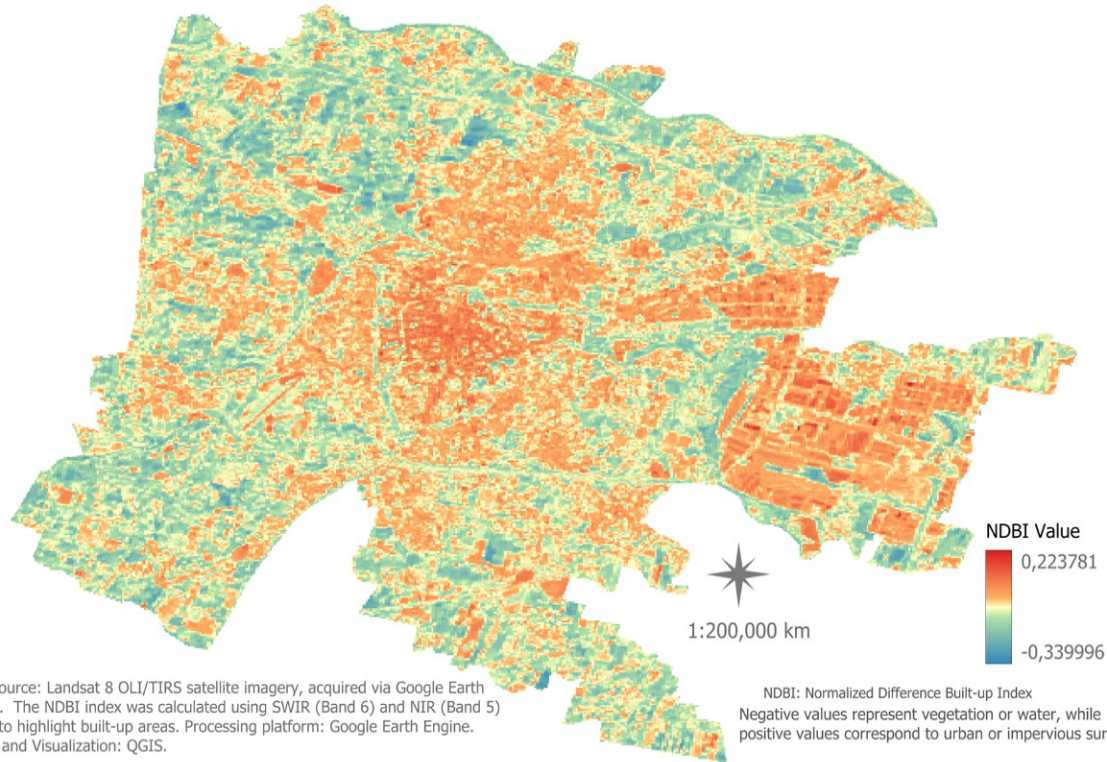 NDBI Value
0,223781
-0,339996
1:200,000 km
ource: Landsat 8 OLI/TIRS satellite imagery, acquired via Google Earth
. The NDBI index was calculated using SWIR (Band 6) and NIR (Band 5)
to highlight built-up areas. Processing platform: Google Earth Engine.
and Visualization: QGIS.
NDBI: Normalized Difference Built-up Index
Negative values represent vegetation or water, while
positive values correspond to urban or impervious sur